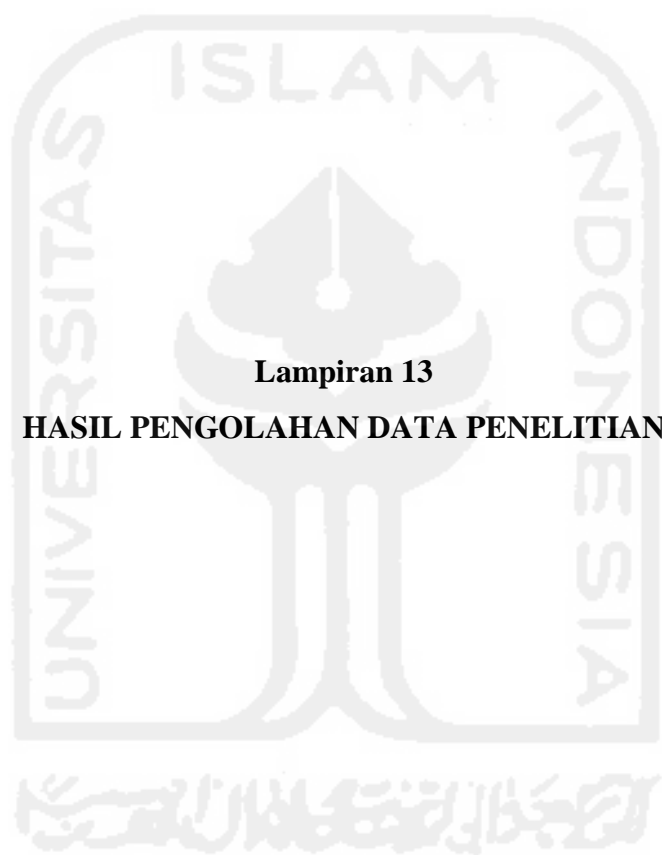 ISLAM
UNIVERSITAS
INDONESIA
Lampiran 13
HASIL PENGOLAHAN DATA PENELITIAN